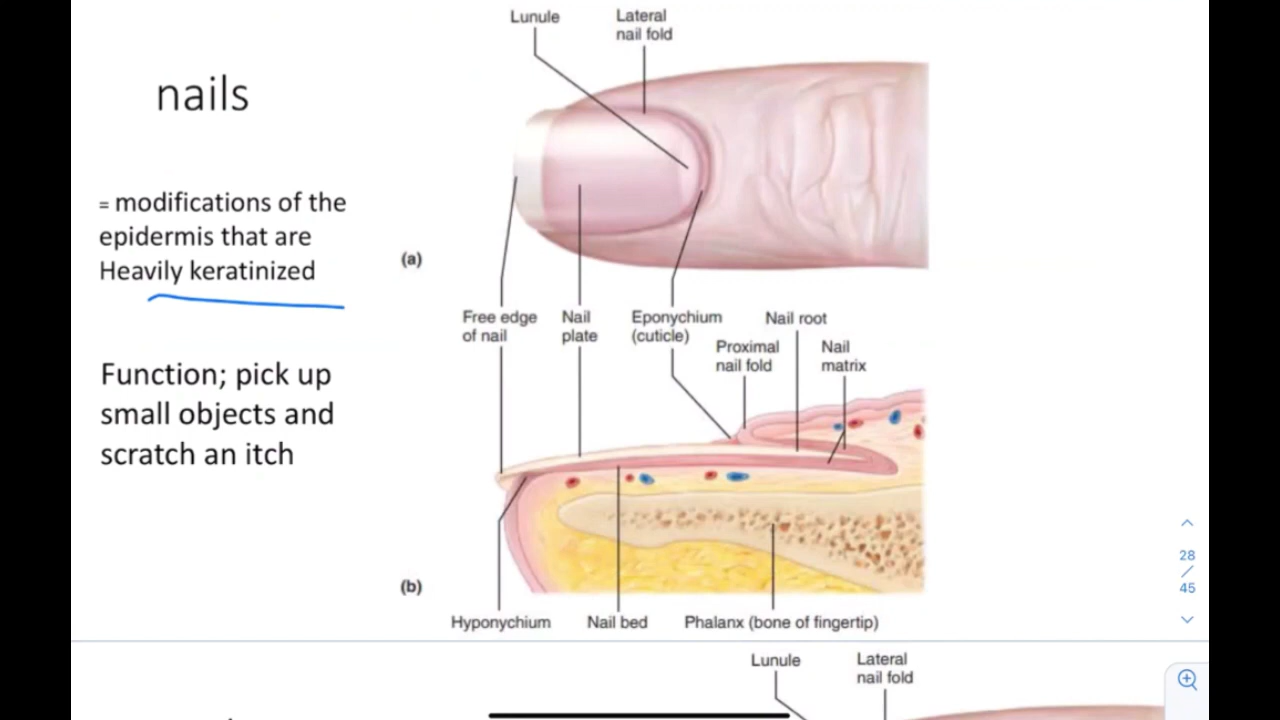 nails
= modifications of the
epidermis that are
Heavily keratinized
Function; pick up
small objects and
scratch an itch
Lunule
Lateral
nail fold
(a)
Free edge
of nail
Nail
plate
Eponychium
(cuticle)
Nail root
Proximal
nail fold
Nail
matrix
(b)
Hyponychium
Nail bed
Phalanx (bone of fingertip)
28
/
45
Lunule
Lateral
nail fold